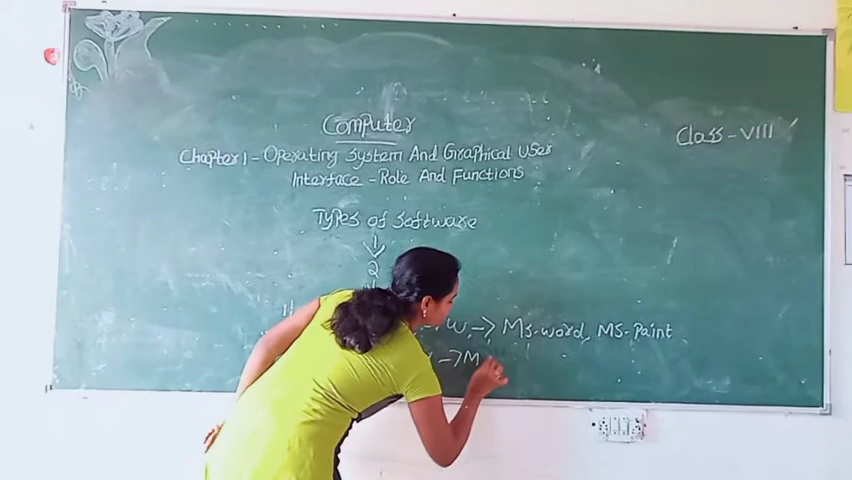 Computer
Class-VIII
Chapter 1-Operating System And Graphical User
Interface-Role And Functions
Types of Software
2
W,-> Ms-word, MS-Paint
->M